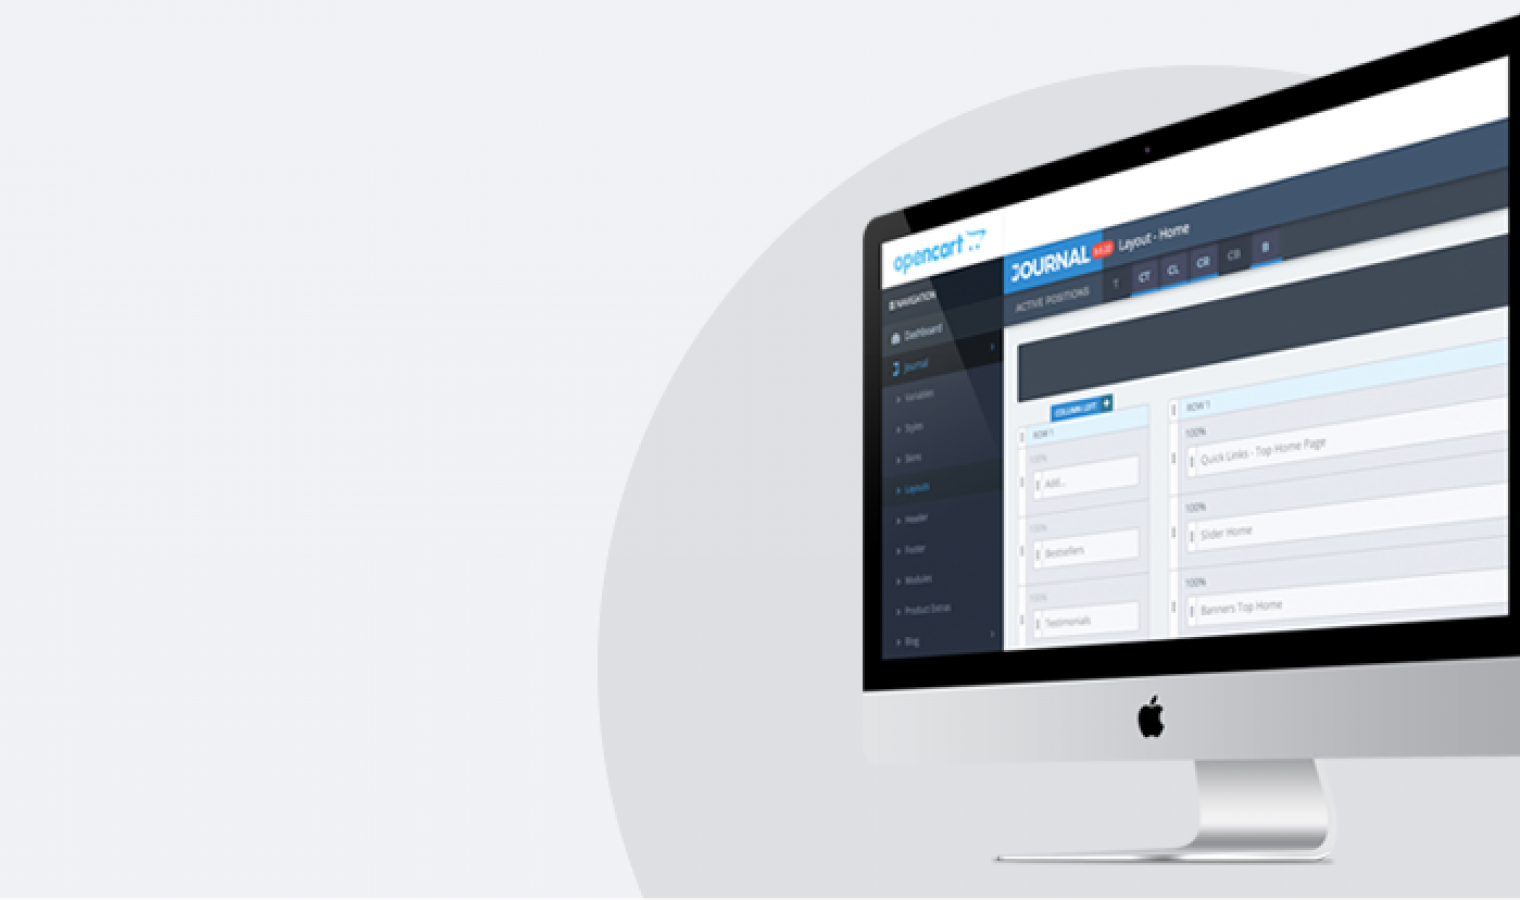 opencart
NAVIGATION
Dashboard
Journal
Variables
Styles
Skins
Layouts
Header
Footer
Modules
Product Extras
Blog
JOURNAL
Layout - Home
ACTIVE POSITIONS
T
CT
CL
CR
CB
B
COLUMN LEFT +
ROW 1
100%
Add...
100%
Bestsellers
100%
Testimonials
ROW 1
100%
Quick Links - Top Home Page
100%
Slider Home
100%
Banners Top Home